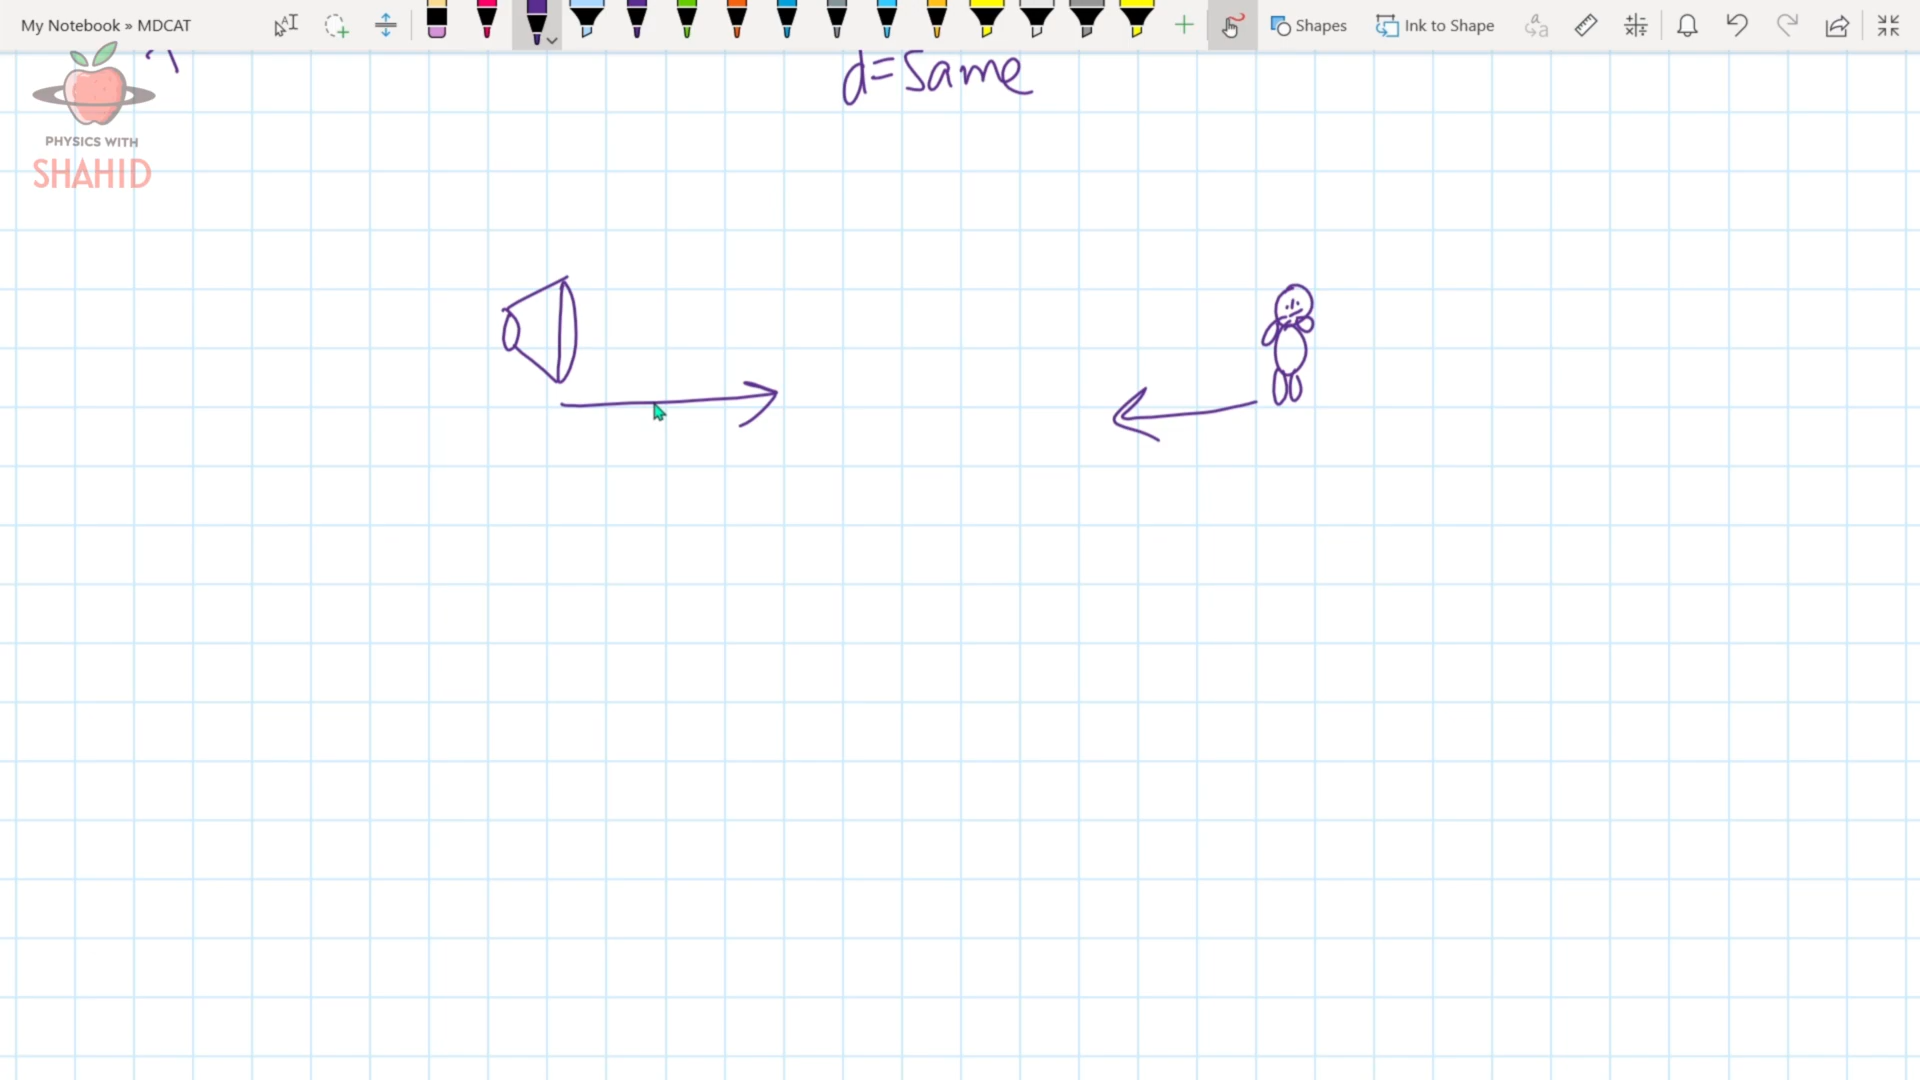 My Notebook » MDCAT
Shapes
Ink to Shape
d=Same
PHYSICS WITH
SHAHID